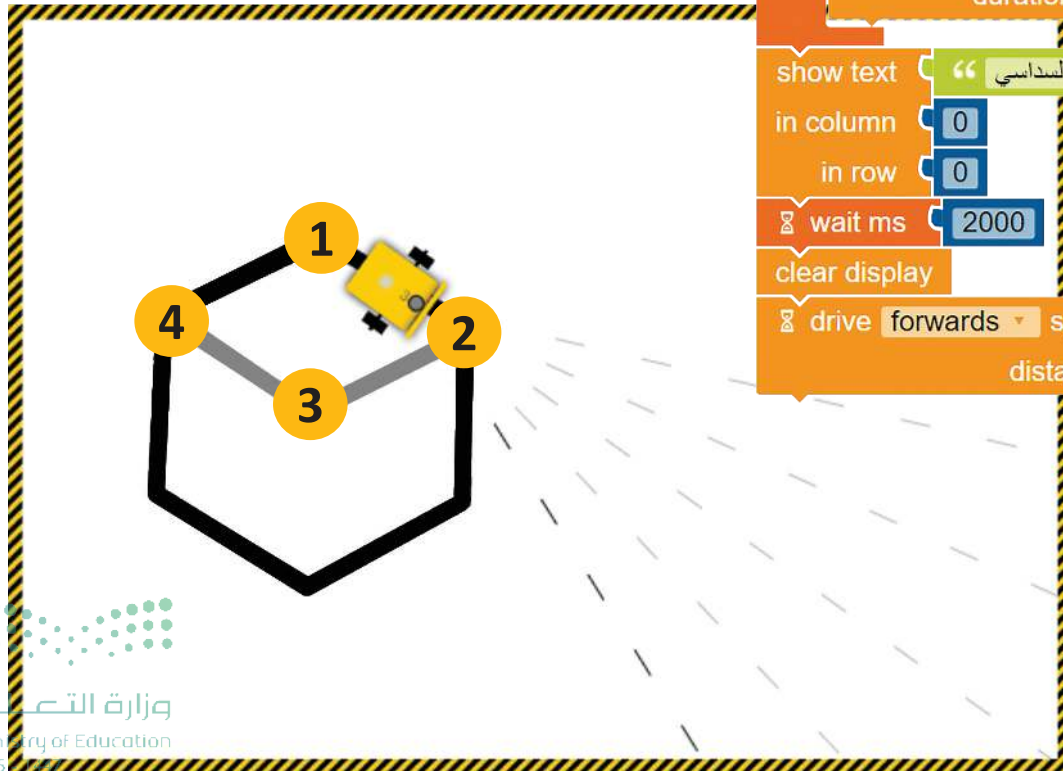 duration
show text “ السداسي
in column 0
in row 0
wait ms 2000
clear display
drive forwards
1
2
3
4
وزارة التعـ
of Education